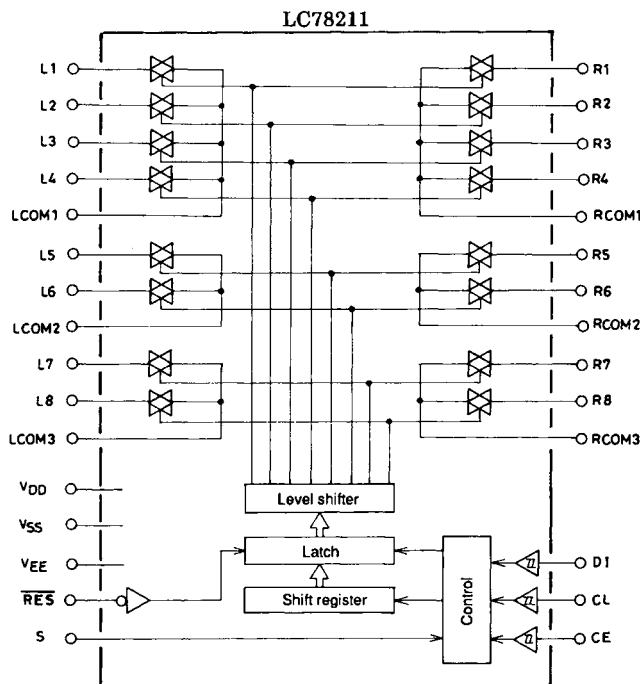 LC78211
L1
R1
L2
R2
L3
R3
L4
R4
LCOM1
RCOM1
L5
R5
L6
R6
LCOM2
RCOM2
L7
R7
L8
R8
LCOM3
RCOM3
VDD
Level shifter
VSS
Latch
VEE
DI
RES
Shift register
Control
CL
S
CE